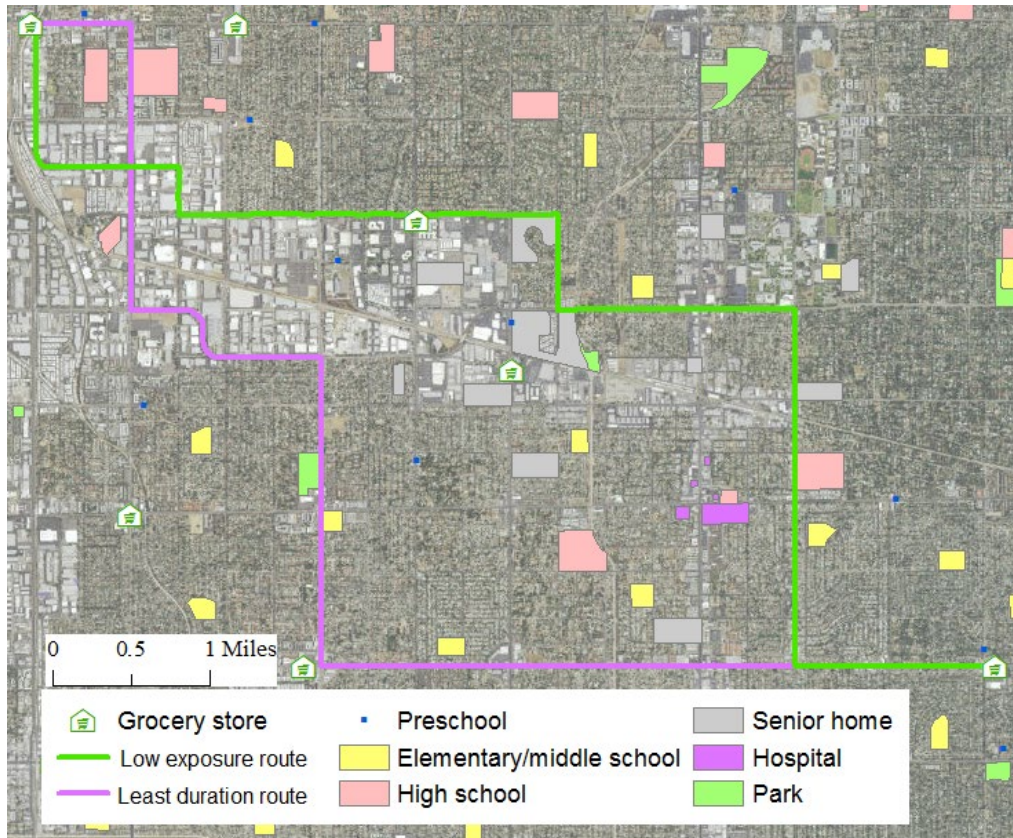 0 0.5 1 Miles
Grocery store
Preschool
Senior home
Low exposure route
Elementary/middle school
Hospital
Least duration route
High school
Park